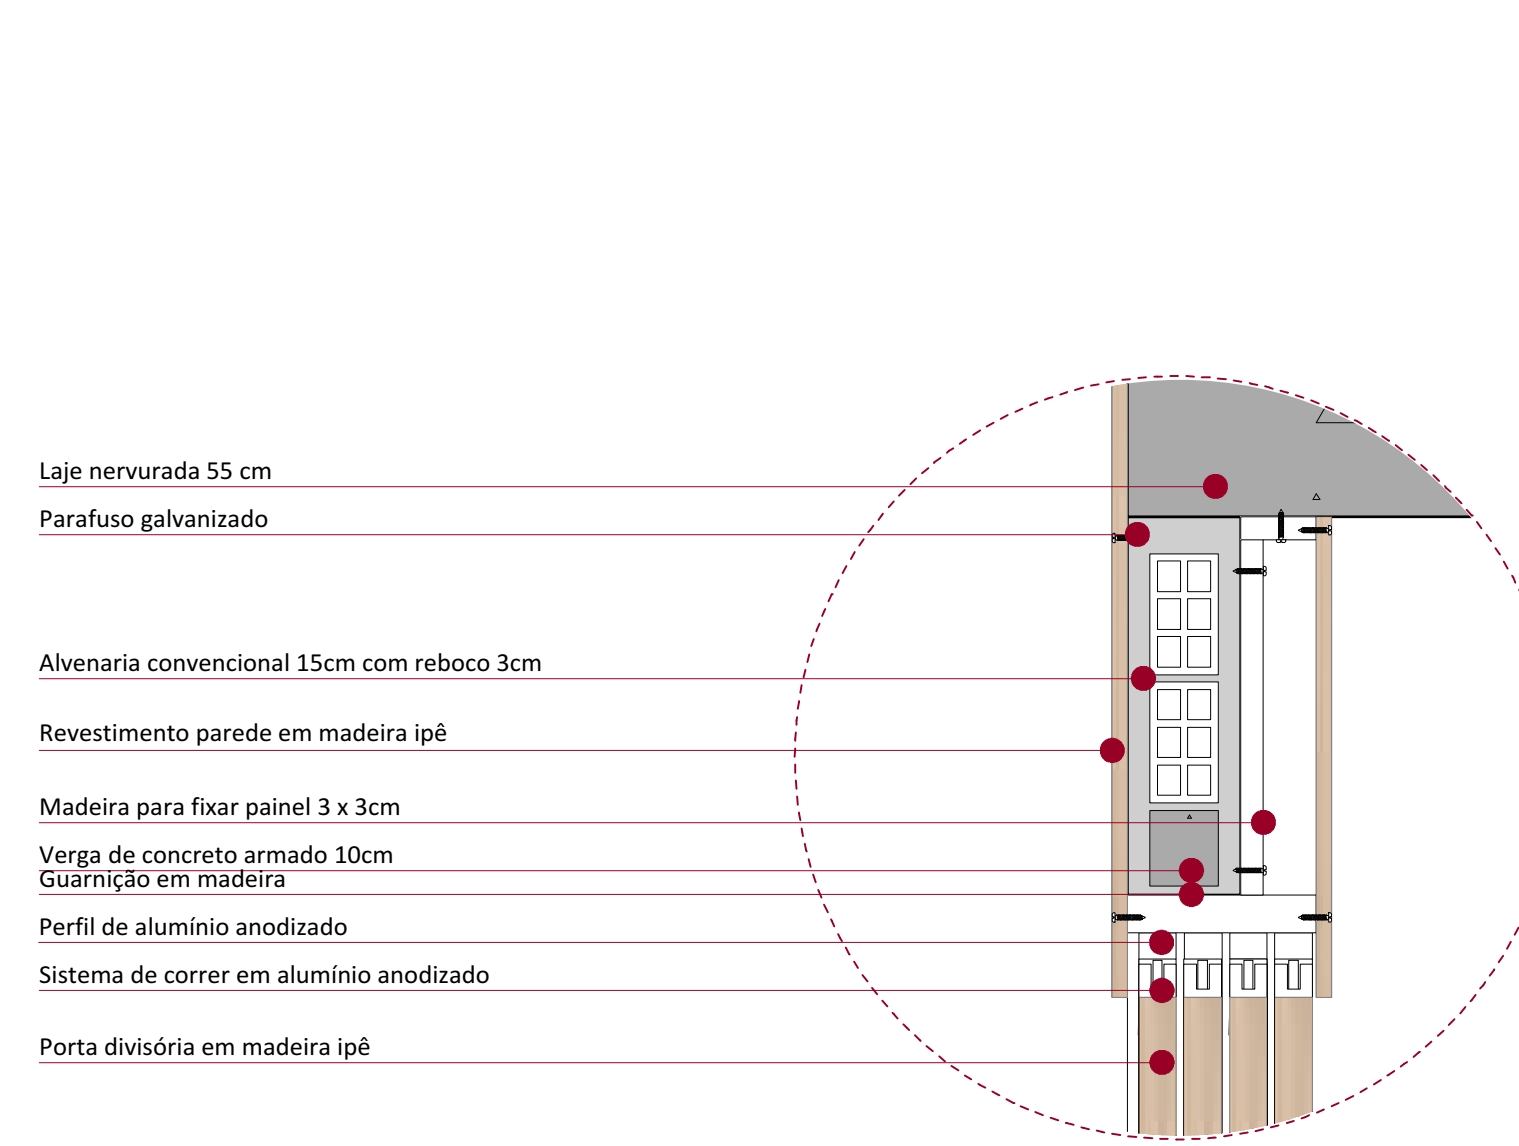 Laje nervurada 55 cm
Parafuso galvanizado
Alvenaria convencional 15cm com reboco 3cm
Revestimento parede em madeira ipê
Madeira para fixar painel 3 x 3cm
Verga de concreto armado 10cm
Guarnição em madeira
Perfil de alumínio anodizado
Sistema de correr em alumínio anodizado
Porta divisória em madeira ipê